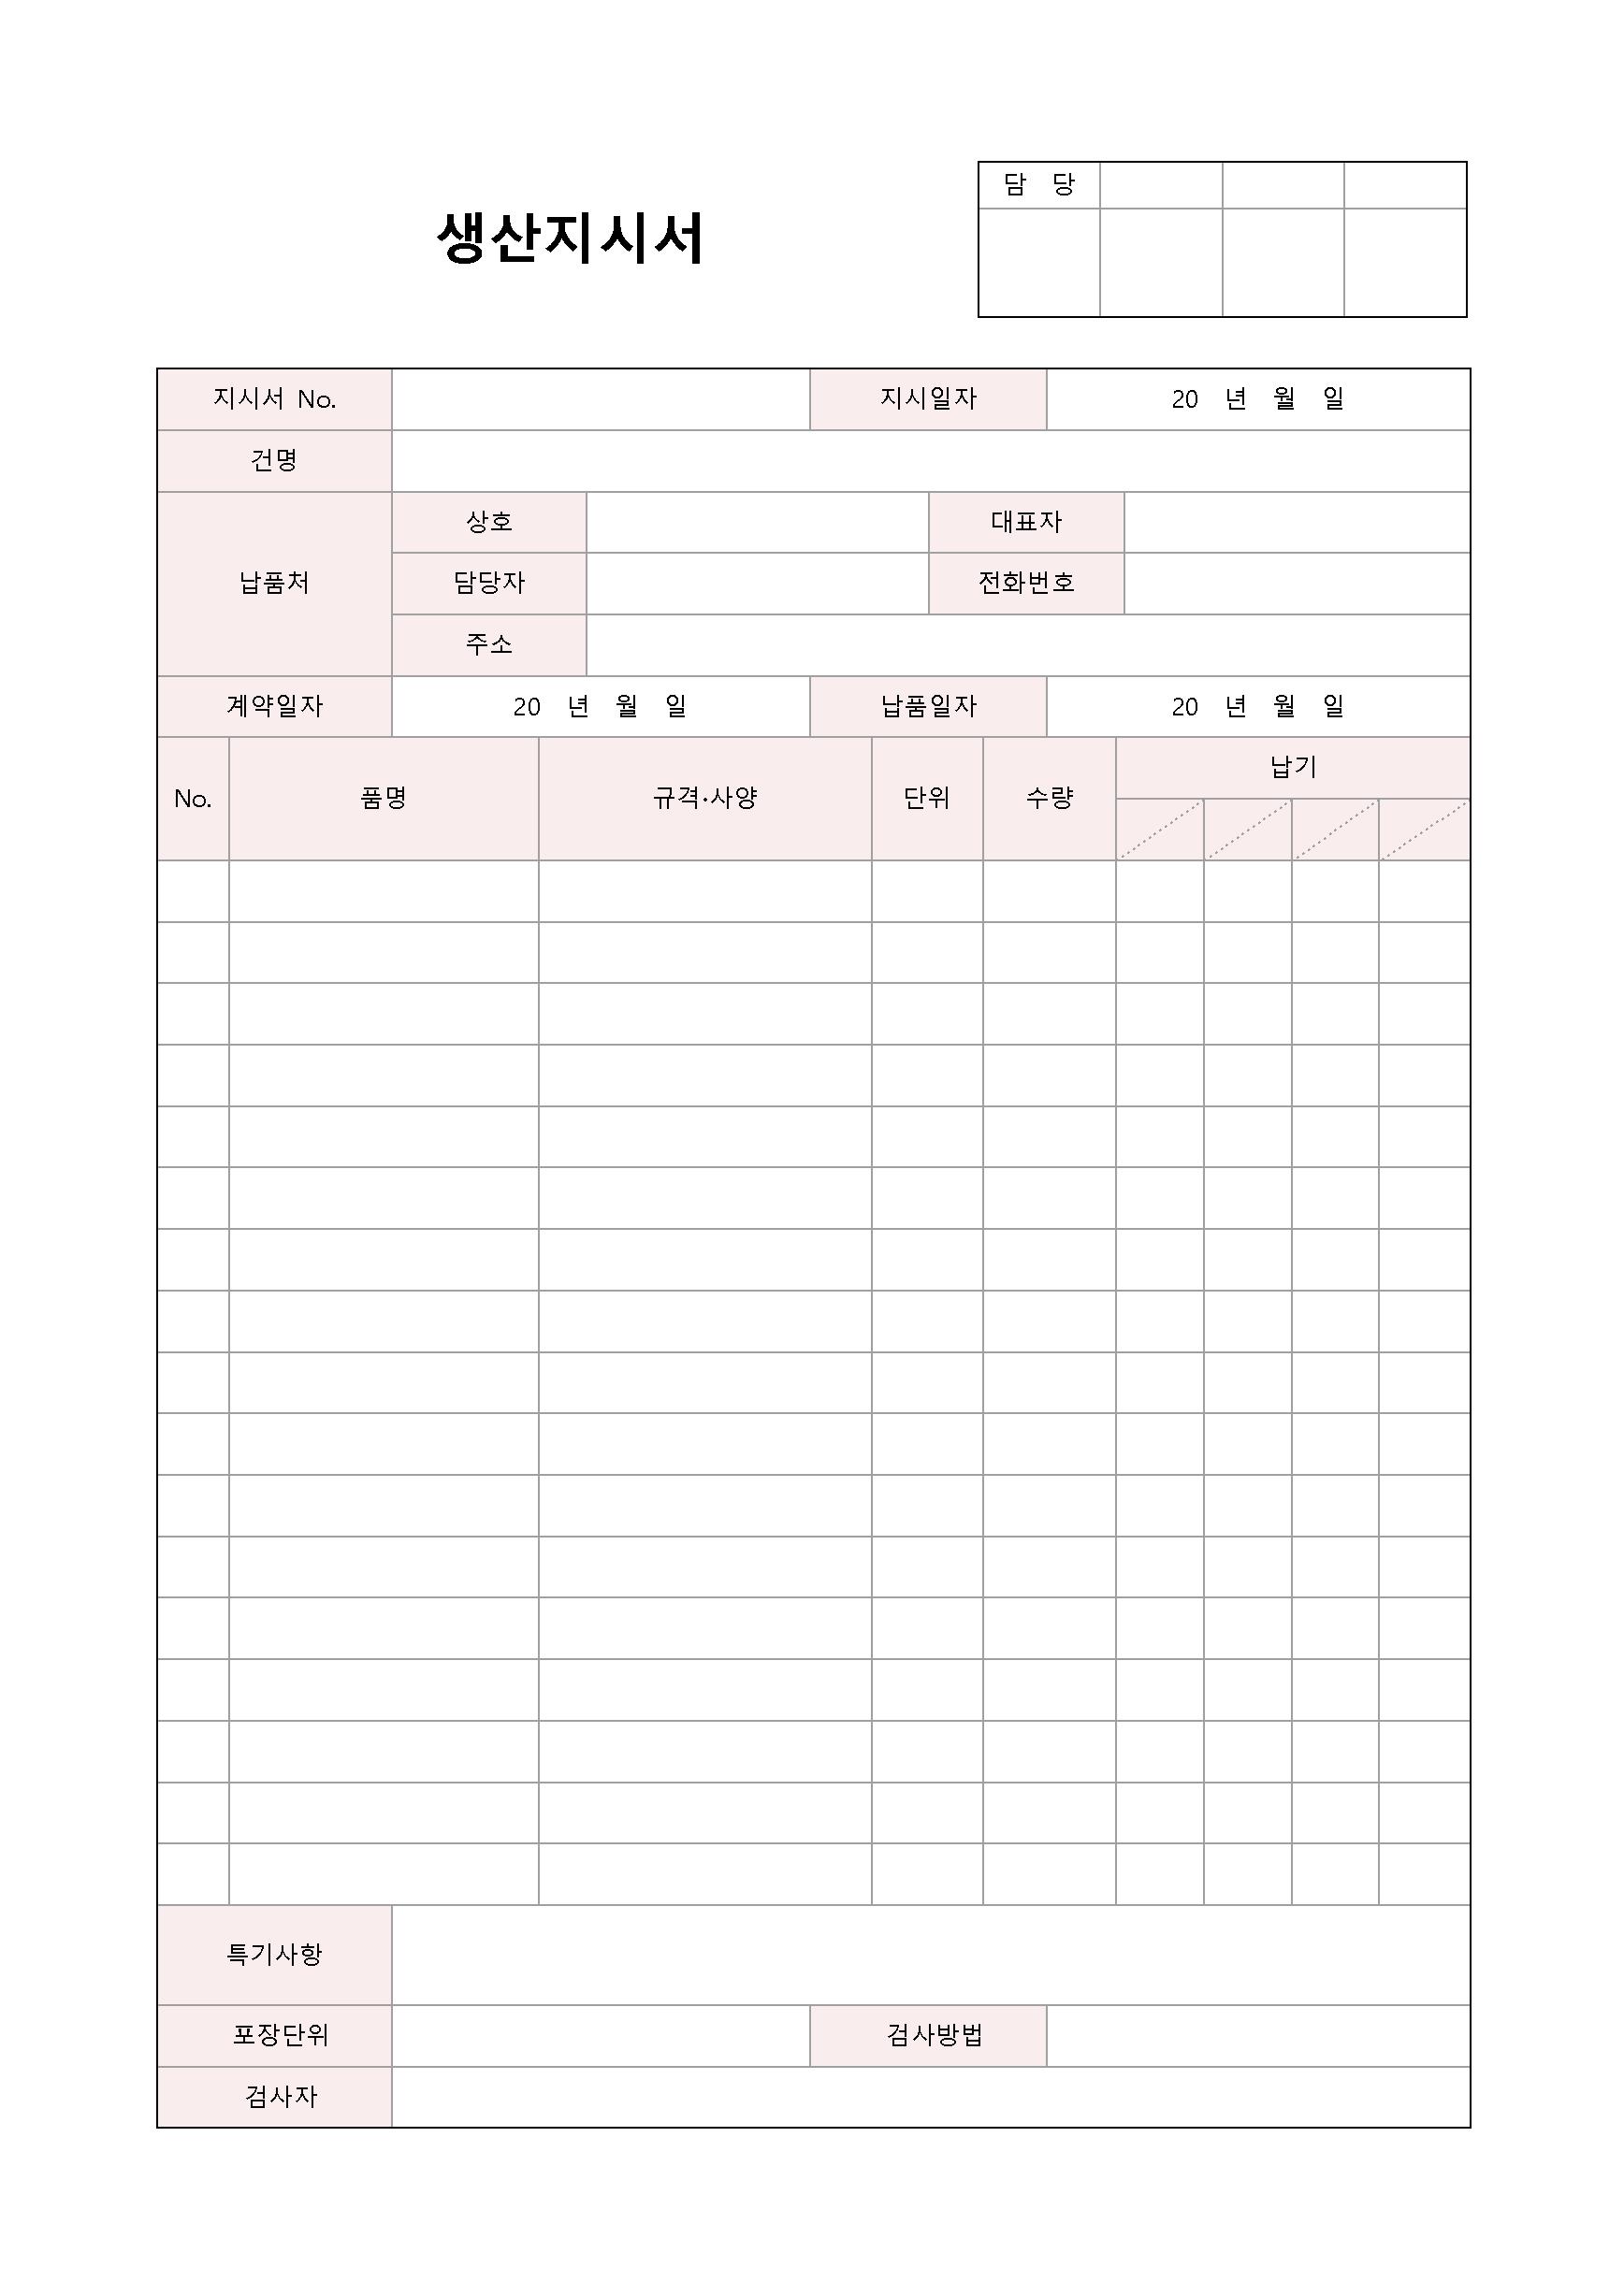 생산지시서
담 당
지시서 No. 지시일자 20 년 월 일
건명
납품처 상호 대표자
담당자 전화번호
주소
계약일자 20 년 월 일 납품일자 20 년 월 일
No. 품명 규격·사양 단위 수량 납기
특기사항
포장단위 검사방법
검사자